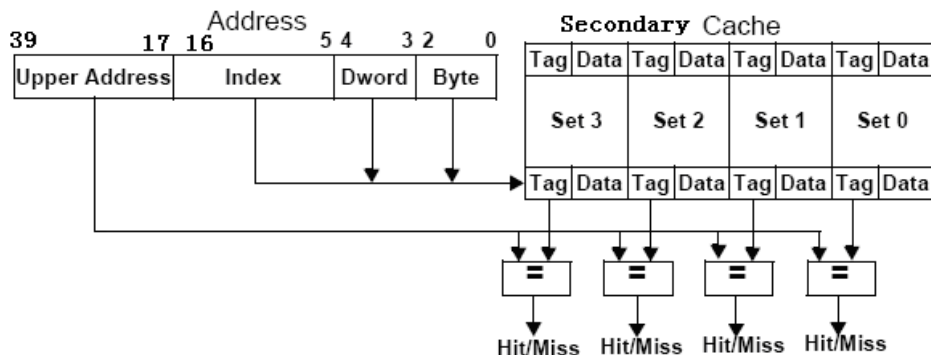 Address
Secondary Cache
39 17 16 5 4 3 2 0
Upper Address Index Dword Byte
Tag Data Tag Data Tag Data Tag Data
Set 3 Set 2 Set 1 Set 0
Tag Data Tag Data Tag Data Tag Data
= = = =
Hit/Miss Hit/Miss Hit/Miss Hit/Miss